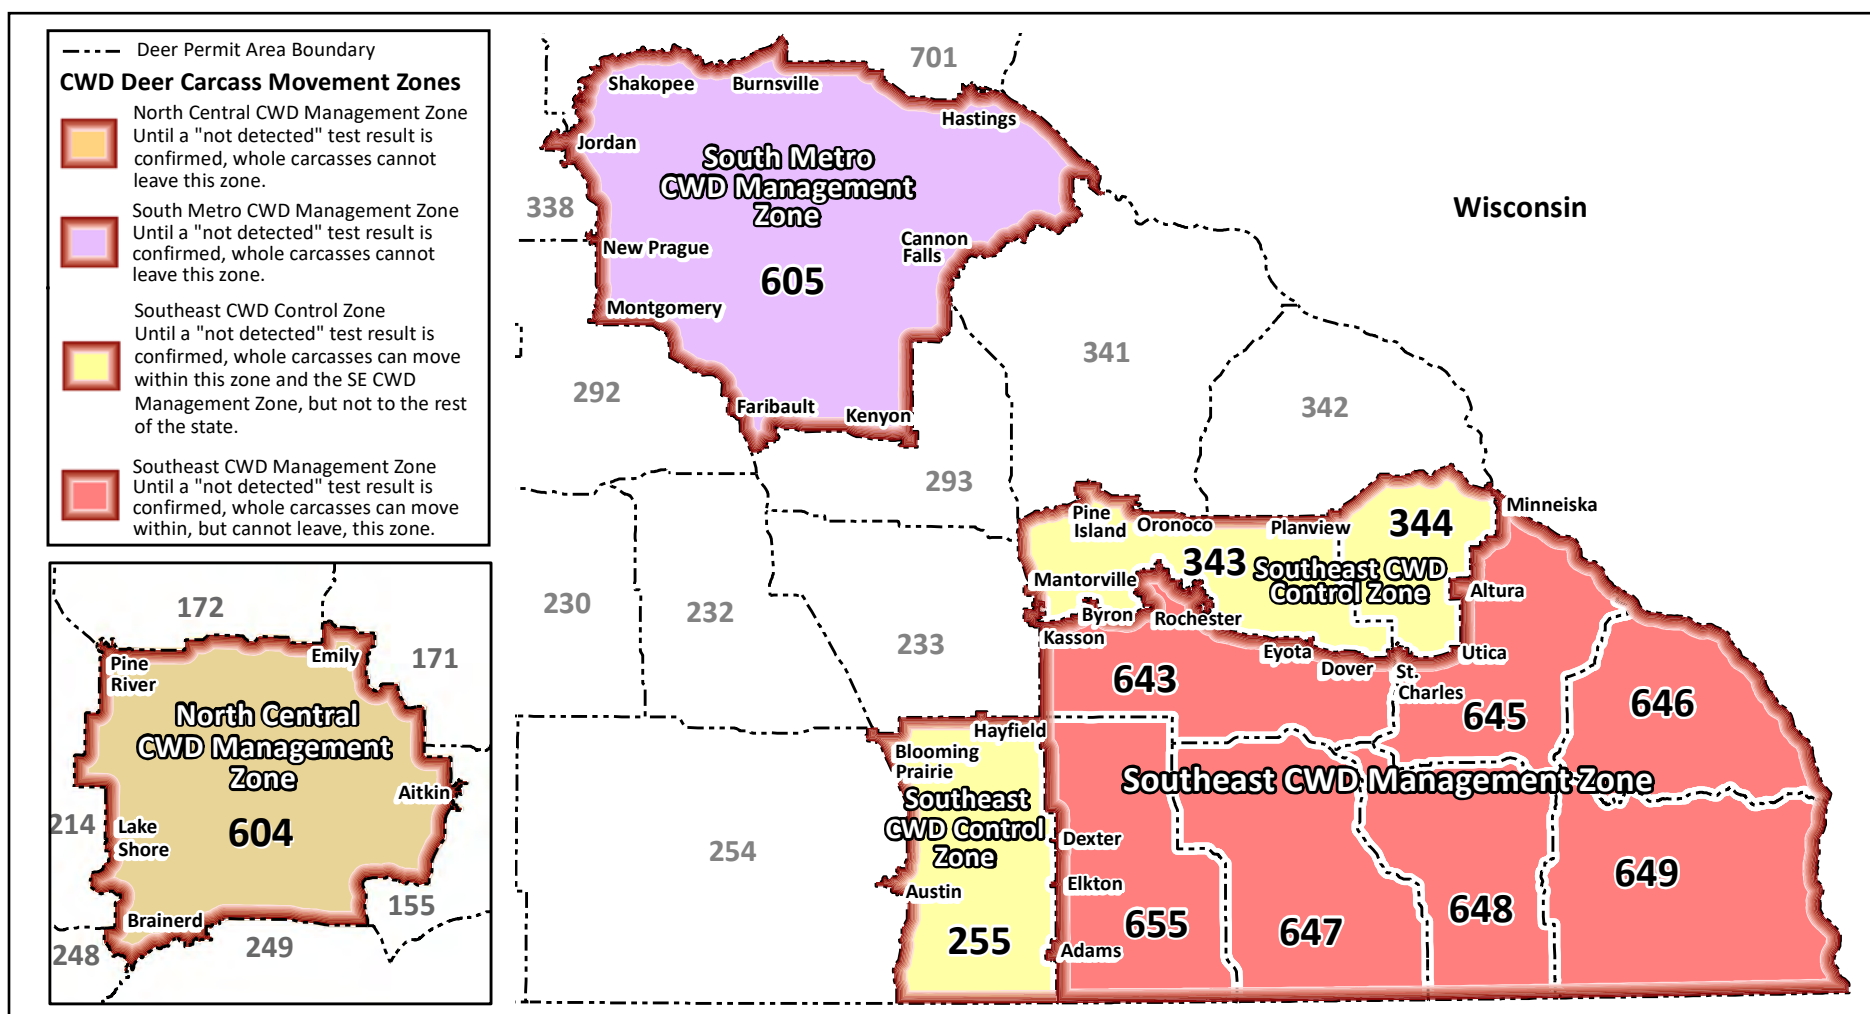 Deer Permit Area Boundary
CWD Deer Carcass Movement Zones
North Central CWD Management Zone
Until a "not detected" test result is
confirmed, whole carcasses cannot
leave this zone.
South Metro CWD Management Zone
Until a "not detected" test result is
confirmed, whole carcasses cannot
leave this zone.
Southeast CWD Control Zone
Until a "not detected" test result is
confirmed, whole carcasses can move
within this zone and the SE CWD
Management Zone, but not to the rest
of the state.
Southeast CWD Management Zone
Until a "not detected" test result is
confirmed, whole carcasses can move
within, but cannot leave, this zone.
172
171
Pine
River
Emily
North Central
CWD Management
Zone
604
Aitkin
214
Lake
Shore
155
Brainerd
248
249
701
Shakopee
Burnsville
Hastings
Jordan
South Metro
CWD Management
Zone
605
338
New Prague
Cannon
Falls
Montgomery
Faribault
Kenyon
Wisconsin
341
342
292
293
230
232
233
254
Pine
Island
Oronoco
Planview
344
343
Southeast CWD
Control Zone
Minneiska
Mantorville
Byron
Rochester
Altura
Kasson
Eyota
Dover
St.
Charles
Utica
643
645
646
Hayfield
Blooming
Prairie
Southeast
CWD Control
Zone
Southeast CWD Management Zone
Dexter
Elkton
Austin
Adams
255
655
647
648
649